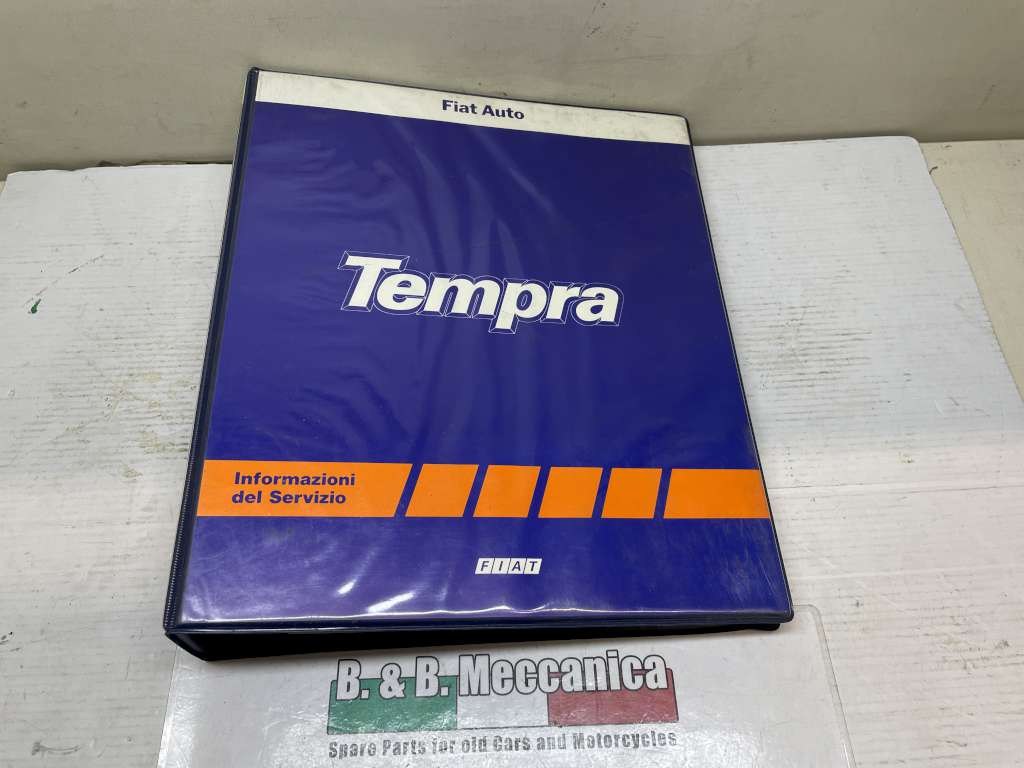 Fiat Auto
Tempra
Informazioni
del Servizio
FIAT
B. & B. Meccanica
Spare Parts for old Cars and Motorcycles